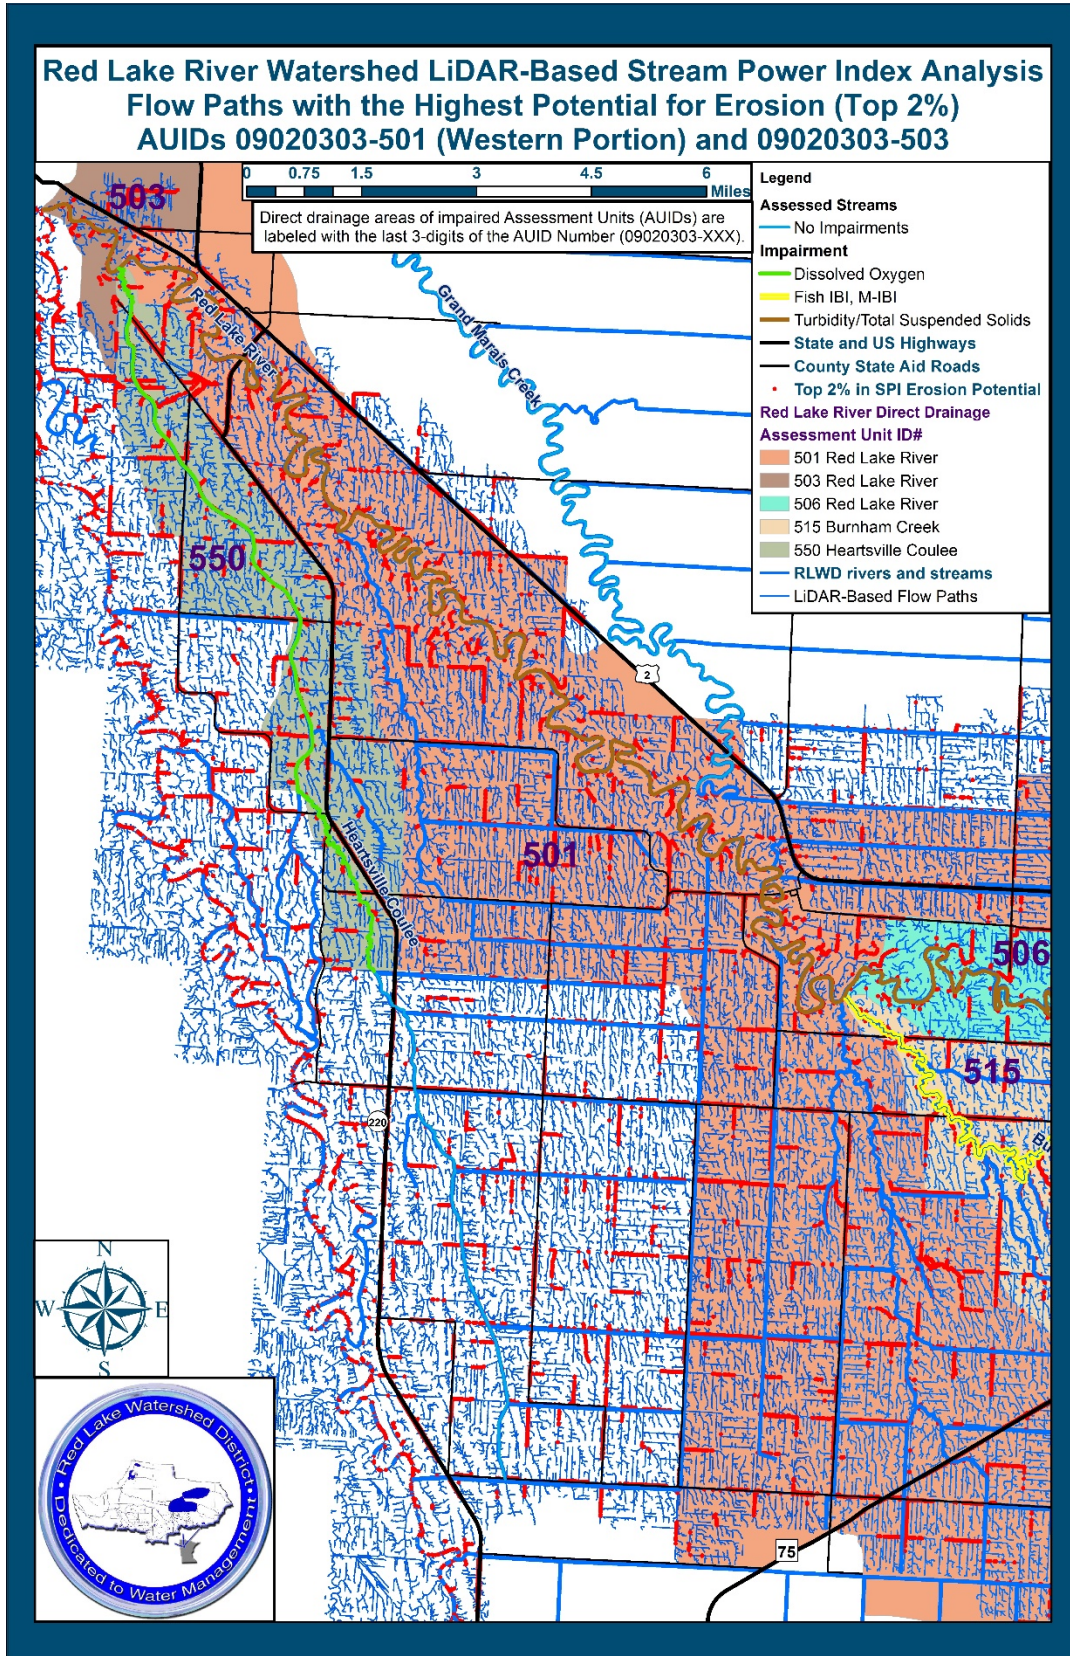 Red Lake River Watershed LiDAR-Based Stream Power Index Analysis
Flow Paths with the Highest Potential for Erosion (Top 2%)
AUIDs 09020303-501 (Western Portion) and 09020303-503
0 0.75 1.5 3 4.5 6
Miles
Direct drainage areas of impaired Assessment Units (AUIDs) are
labeled with the last 3-digits of the AUID Number (09020303-XXX).
Legend
Assessed Streams
No Impairments
Impairment
Dissolved Oxygen
Fish IBI, M-IBI
Turbidity/Total Suspended Solids
State and US Highways
County State Aid Roads
Top 2% in SPI Erosion Potential
Red Lake River Direct Drainage
Assessment Unit ID#
501 Red Lake River
503 Red Lake River
506 Red Lake River
515 Burnham Creek
550 Heartsville Coulee
RLWD rivers and streams
LiDAR-Based Flow Paths
503
Red Lake River
Grand Marais Creek
550
2
501
Heartsville Coulee
506
515
220
N
W E
S
75
Red Lake Watershed District
Dedicated to Water Management